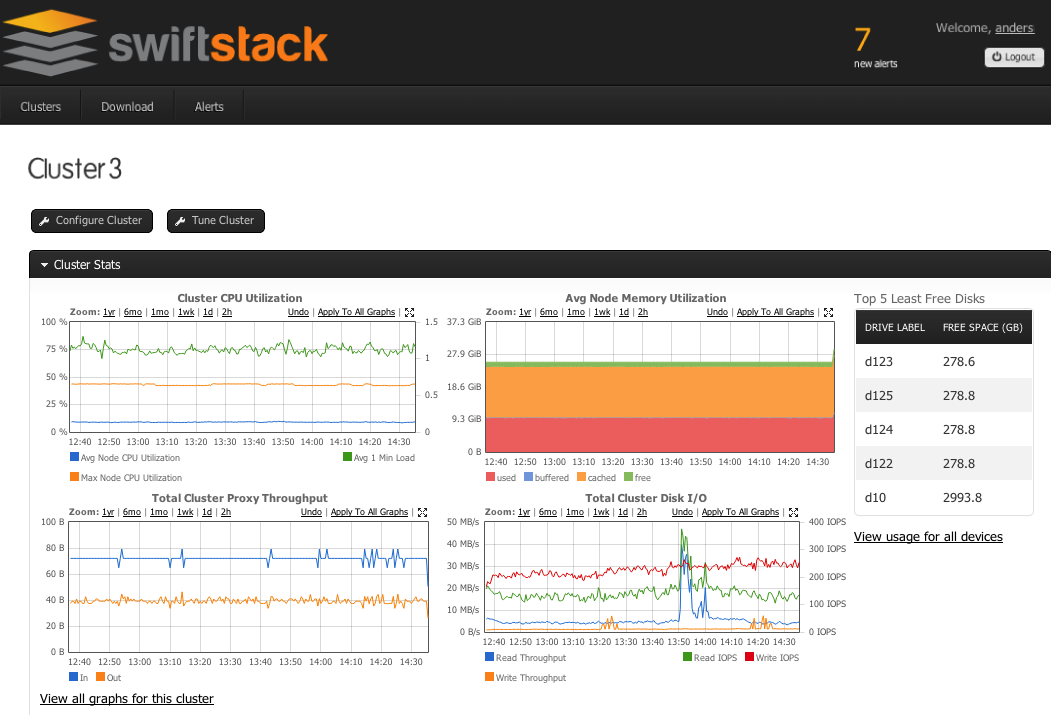 swiftstack
7
new alerts
Welcome, anders
Logout
Clusters Download Alerts
Cluster 3
Configure Cluster Tune Cluster
Cluster Stats
Cluster CPU Utilization
Zoom: 1yr | 6mo | 1mo | 1wk | 1d | 2h Undo | Apply To All Graphs |
100 % 1.5
75 % 1
50 % 0.5
25 %
0 % 0
12:40 12:50 13:00 13:10 13:20 13:30 13:40 13:50 14:00 14:10 14:20 14:30
Avg Node CPU Utilization Avg 1 Min Load
Max Node CPU Utilization
Avg Node Memory Utilization
Zoom: 1yr | 6mo | 1mo | 1wk | 1d | 2h Undo | Apply To All Graphs |
37.3 GiB
27.9 GiB
18.6 GiB
9.3 GiB
0 B
12:40 12:50 13:00 13:10 13:20 13:30 13:40 13:50 14:00 14:10 14:20 14:30
used buffered cached free
Top 5 Least Free Disks
DRIVE LABEL FREE SPACE (GB)
d123 278.6
d125 278.8
d124 278.8
d122 278.8
d10 2993.8
View usage for all devices
Total Cluster Proxy Throughput
Zoom: 1yr | 6mo | 1mo | 1wk | 1d | 2h Undo | Apply To All Graphs |
100 B
80 B
60 B
40 B
20 B
0 B
12:40 12:50 13:00 13:10 13:20 13:30 13:40 13:50 14:00 14:10 14:20 14:30
In Out
Total Cluster Disk I/O
Zoom: 1yr | 6mo | 1mo | 1wk | 1d | 2h Undo | Apply To All Graphs |
50 MB/s 400 IOPS
40 MB/s 300 IOPS
30 MB/s 200 IOPS
20 MB/s 100 IOPS
10 MB/s
0 B/s 0 IOPS
12:40 12:50 13:00 13:10 13:20 13:30 13:40 13:50 14:00 14:10 14:20 14:30
Read Throughput Read IOPS Write IOPS
Write Throughput
View all graphs for this cluster